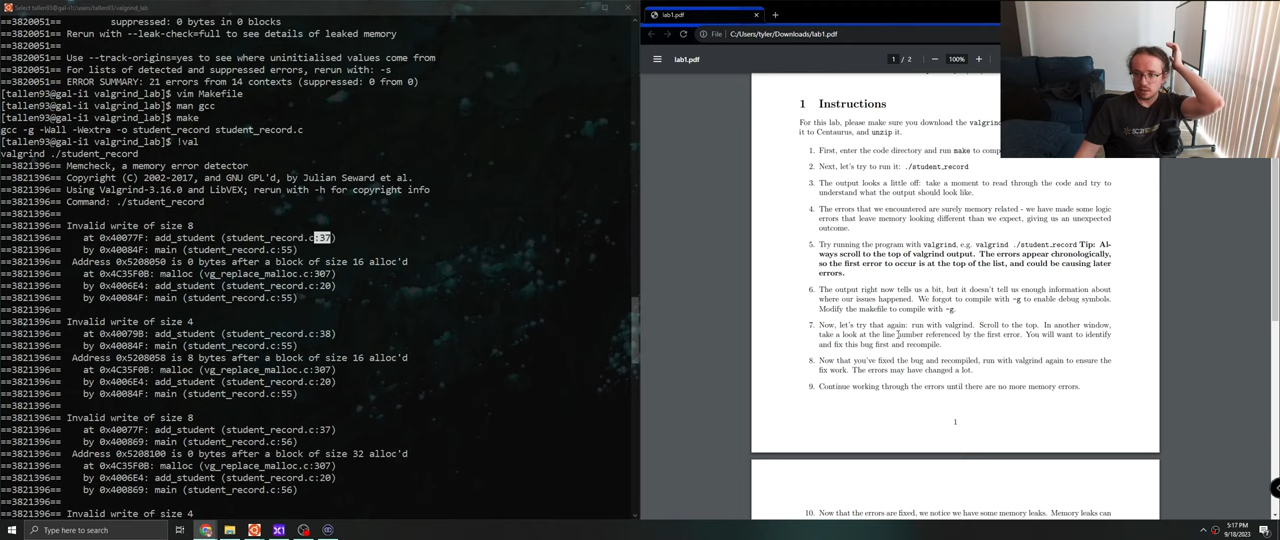 Select tallen93@gal-i1:/users/tallen93/valgrind_lab
==3820051==         suppressed: 0 bytes in 0 blocks
==3820051== Rerun with --leak-check=full to see details of leaked memory
==3820051==
==3820051== Use --track-origins=yes to see where uninitialised values come from
==3820051== For lists of detected and suppressed errors, rerun with: -s
==3820051== ERROR SUMMARY: 21 errors from 14 contexts (suppressed: 0 from 0)
[tallen93@gal-i1 valgrind_lab]$ vim Makefile
[tallen93@gal-i1 valgrind_lab]$ man gcc
[tallen93@gal-i1 valgrind_lab]$ make
gcc -g -Wall -Wextra -o student_record student_record.c
[tallen93@gal-i1 valgrind_lab]$ !val
valgrind ./student_record
==3821396== Memcheck, a memory error detector
==3821396== Copyright (C) 2002-2017, and GNU GPL'd, by Julian Seward et al.
==3821396== Using Valgrind-3.16.0 and LibVEX; rerun with -h for copyright info
==3821396== Command: ./student_record
==3821396==
==3821396== Invalid write of size 8
==3821396==    at 0x40077F: add_student (student_record.c:37)
==3821396==    by 0x40084F: main (student_record.c:55)
==3821396==  Address 0x5208050 is 0 bytes after a block of size 16 alloc'd
==3821396==    at 0x4C35F0B: malloc (vg_replace_malloc.c:307)
==3821396==    by 0x4006E4: add_student (student_record.c:20)
==3821396==    by 0x40084F: main (student_record.c:55)
==3821396==
==3821396== Invalid write of size 4
==3821396==    at 0x40079B: add_student (student_record.c:38)
==3821396==    by 0x40084F: main (student_record.c:55)
==3821396==  Address 0x5208058 is 8 bytes after a block of size 16 alloc'd
==3821396==    at 0x4C35F0B: malloc (vg_replace_malloc.c:307)
==3821396==    by 0x4006E4: add_student (student_record.c:20)
==3821396==    by 0x40084F: main (student_record.c:55)
==3821396==
==3821396== Invalid write of size 8
==3821396==    at 0x40077F: add_student (student_record.c:37)
==3821396==    by 0x400869: main (student_record.c:56)
==3821396==  Address 0x5208100 is 0 bytes after a block of size 32 alloc'd
==3821396==    at 0x4C35F0B: malloc (vg_replace_malloc.c:307)
==3821396==    by 0x4006E4: add_student (student_record.c:20)
==3821396==    by 0x400869: main (student_record.c:56)
==3821396==
==3821396== Invalid write of size 4
lab1.pdf
File C:/Users/tyler/Downloads/lab1.pdf
lab1.pdf 1 / 2 100%
1 Instructions
For this lab, please make sure you download the
it to Centaurus, and unzip it.
1. First, enter the code directory and run make to
2. Next, let's try to run it: ./student_record
3. The output looks a little off: take a moment to read through the code and try to
understand what the output should look like.
4. The errors that we encountered are surely memory related - we have made some logic
errors that leave memory looking different than we expect, giving us an unexpected
outcome.
5. Try running the program with valgrind, e.g. valgrind ./student_record Tip: Al-
ways scroll to the top of valgrind output. The errors appear chronologically,
so the first error to occur is at the top of the list, and could be causing later
errors.
6. The output right now tells us a bit, but it doesn't tell us enough information about
where our issues happened. We forgot to compile with -g to enable debug symbols.
Modify the makefile to compile with -g.
7. Now, let's try that again: run with valgrind. Scroll to the top. In another window,
take a look at the line number referenced by the first error. You will want to identify
and fix this bug first and recompile.
8. Now that you've fixed the bug and recompiled, run with valgrind again to ensure the
fix work. The errors may have changed a lot.
9. Continue working through the errors until there are no more memory errors.
1
10. Now that the errors are fixed, we notice we have some memory leaks. Memory leaks can
Type here to search
5:17 PM
9/18/2023